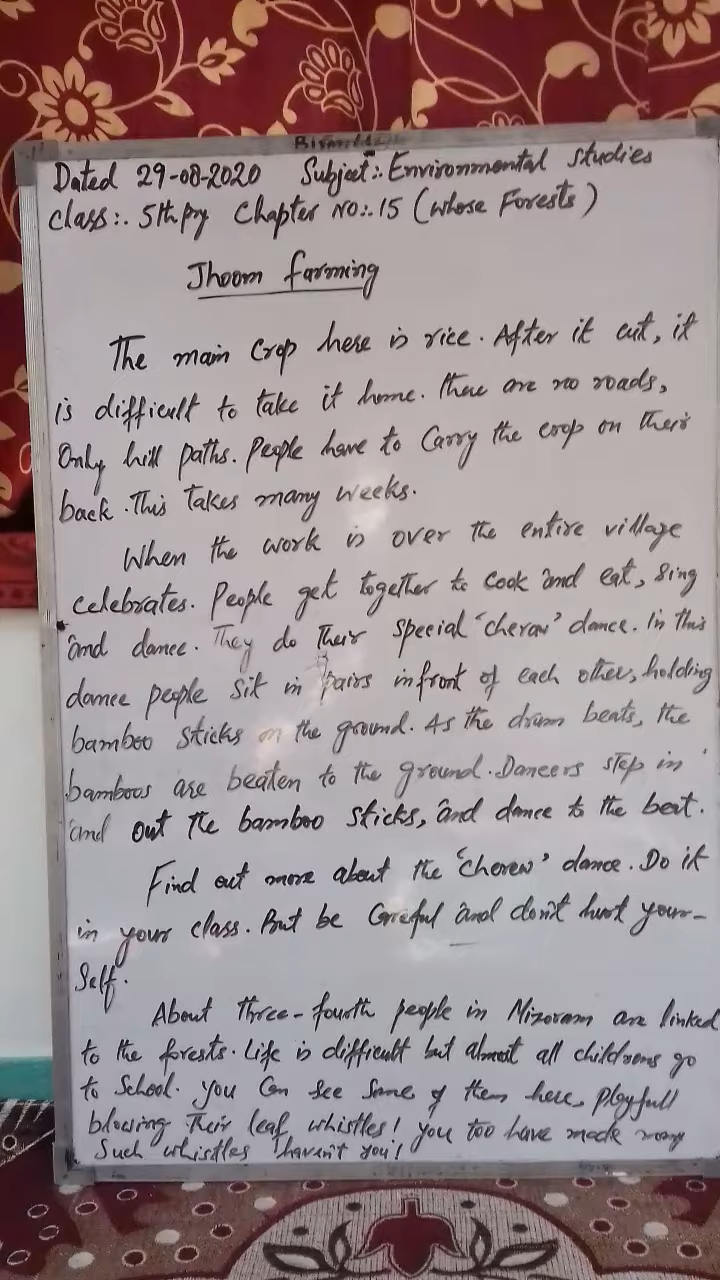 Dated 29-08-2020 Subject:. Environmental studies
Class:. 5th pry Chapter No:. 15 (whose Forests)
Jhoom farming
The main Crop here is rice. After it cut, it
is difficult to take it home. there are no roads,
Only hill paths. People have to Carry the crop on their
back. This takes many weeks.
When the work is over the entire village
celebrates. People get together to cook and eat, sing
and dance. They do their special 'cheraw' dance. In this
dance people sit in pairs infront of each other, holding
bamboo sticks on the ground. As the drum beats, the
bamboos are beaten to the ground. Dancers step in
and out the bamboo sticks, and dance to the beat.
Find out more about the 'cherew' dance. Do it
in your class. But be Careful and don't hurt your-
Self.
About three-fourth people in Mizoram are linked
to the forests. Life is difficult but almost all childrens go
to School. you Can see Some of them here, Playfull
blowing their leaf whistles! you too have made many
Such whistles haven't you!